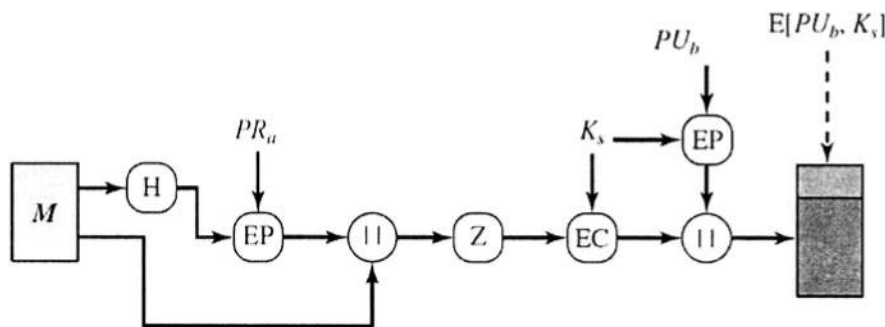 E[PU_b, K_s]
PU_b
PR_a
K_s
EP
M
H
EP
||
Z
EC
||